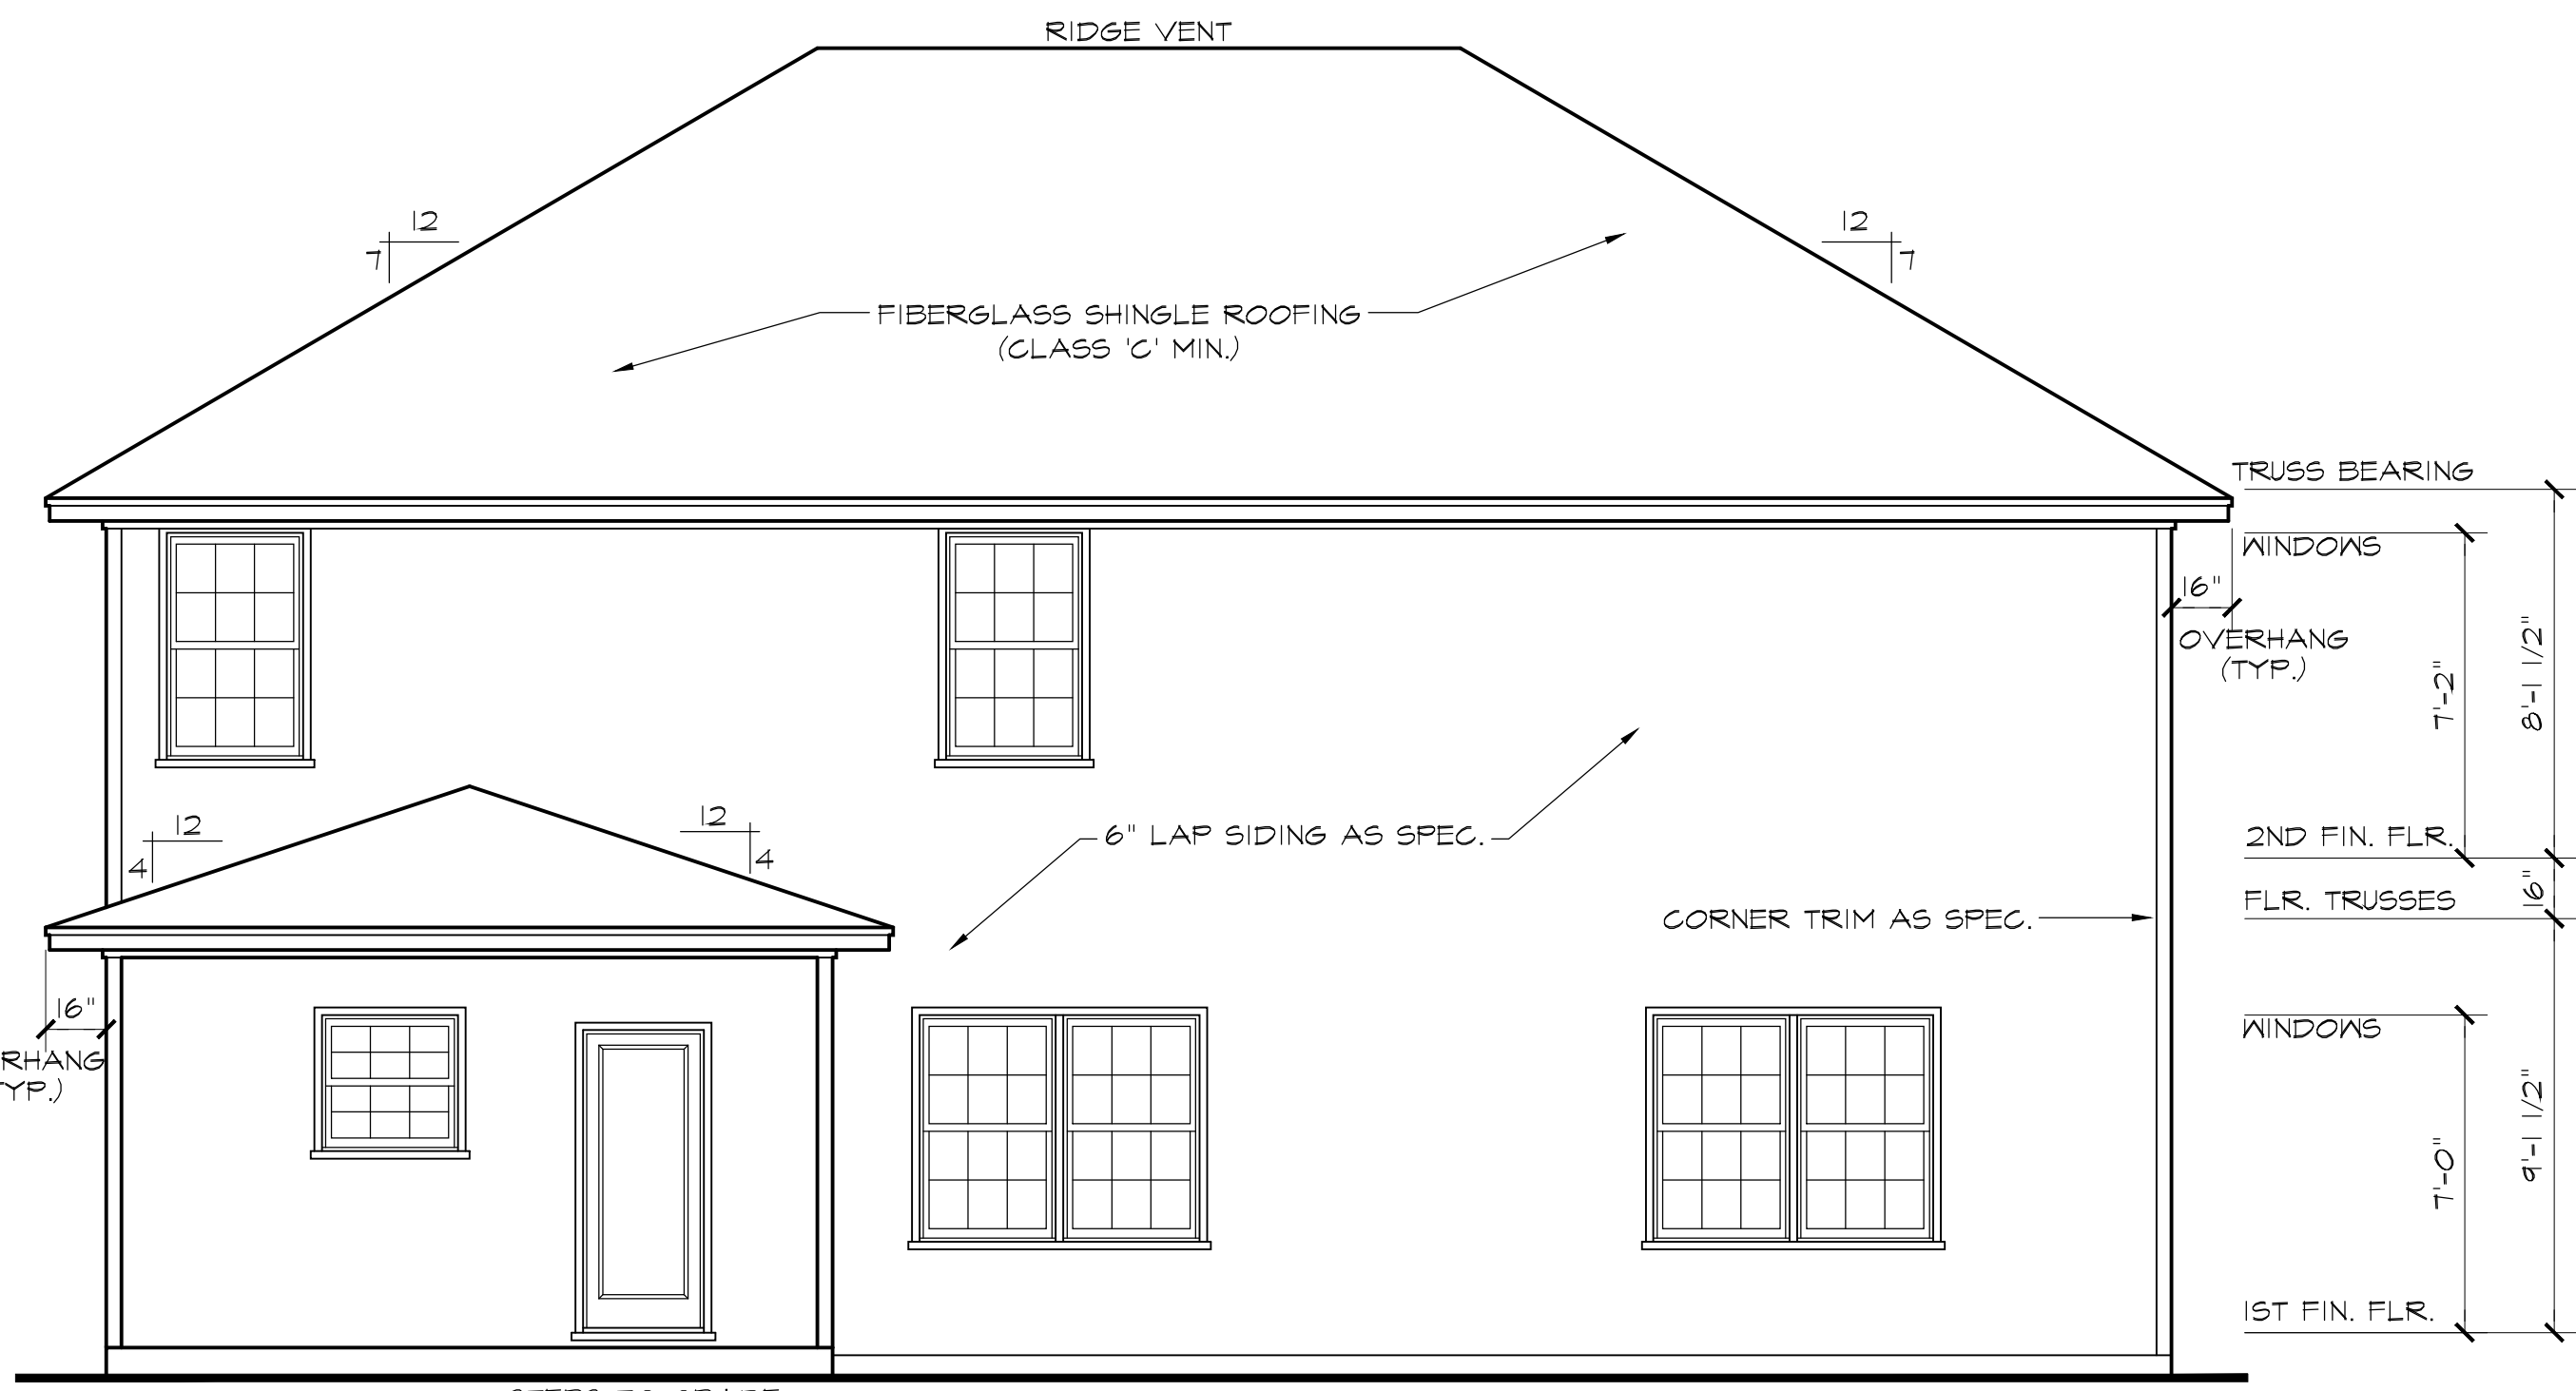 RIDGE VENT
12
7
12
7
FIBERGLASS SHINGLE ROOFING
(CLASS 'C' MIN.)
TRUSS BEARING
WINDOWS
16"
OVERHANG
(TYP.)
7'-2"
8'-1 1/2"
12
4
12
4
6" LAP SIDING AS SPEC.
2ND FIN. FLR.
FLR. TRUSSES
16"
CORNER TRIM AS SPEC.
16"
RHANG
YP.)
WINDOWS
7'-0"
9'-1 1/2"
1ST FIN. FLR.